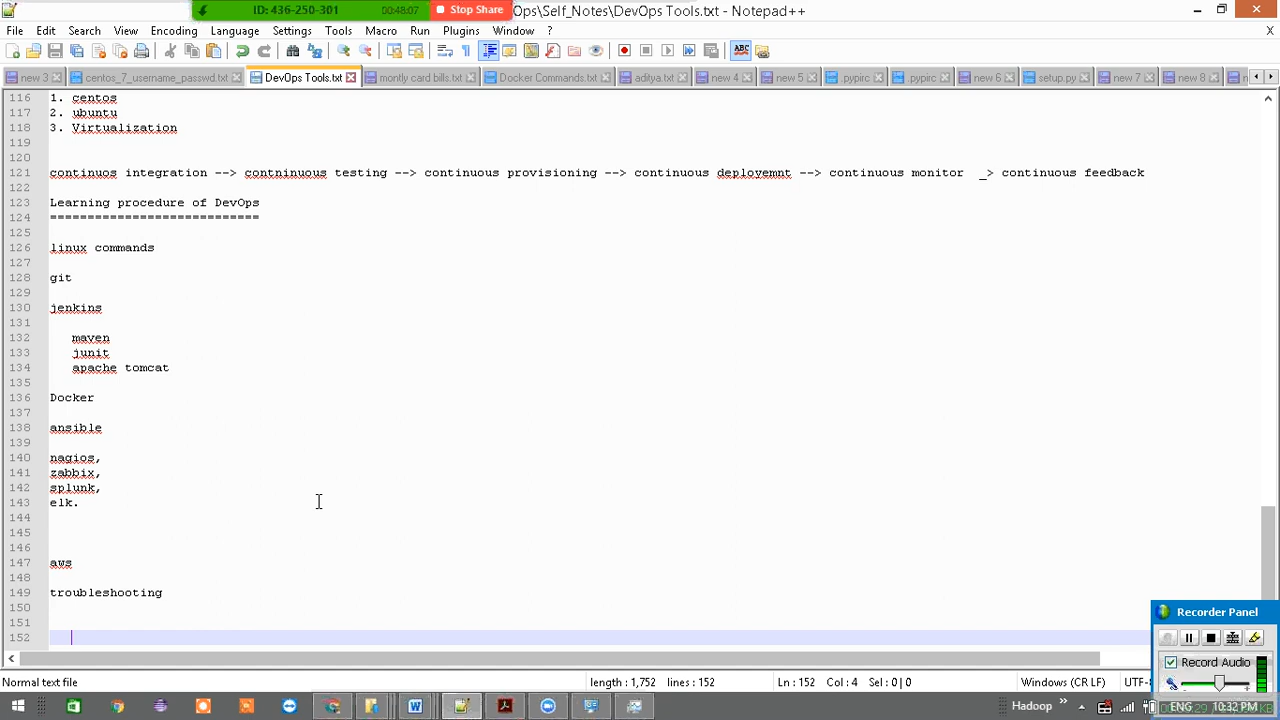 ID: 436-250-301 00:48:07 Stop Share Ops\Self_Notes\DevOps Tools.txt - Notepad++
File Edit Search View Encoding Language Settings Tools Macro Run Plugins Window ? X
new 3 centos_7_username_passwd.txt DevOps Tools.txt montly card bill.txt Docker Commands.txt aditya.txt new 4 new 5 .pypirc .pypirc new 6 setup.py new 7 new 8
116 1. centos
117 2. ubuntu
118 3. Virtualization
119
120
121 continuos integration --> contninuous testing --> continuous provisioning --> continuous deployemnt --> continuous monitor _> continuous feedback
123 Learning procedure of DevOps
124 ============================
125
126 linux commands
127
128 git
129
130 jenkins
131
132 maven
133 junit
134 apache tomcat
135
136 Docker
137
138 ansible
139
140 nagios,
141 zabbix,
142 splunk,
143 elk.
144
145
146
147 aws
148
149 troubleshooting
150
151
152
Recorder Panel
Record Audio
Normal text file length : 1,752 lines : 152 Ln : 152 Col : 4 Sel : 0 | 0 Windows (CR LF) UTF-8
Hadoop ENG 10:32 PM